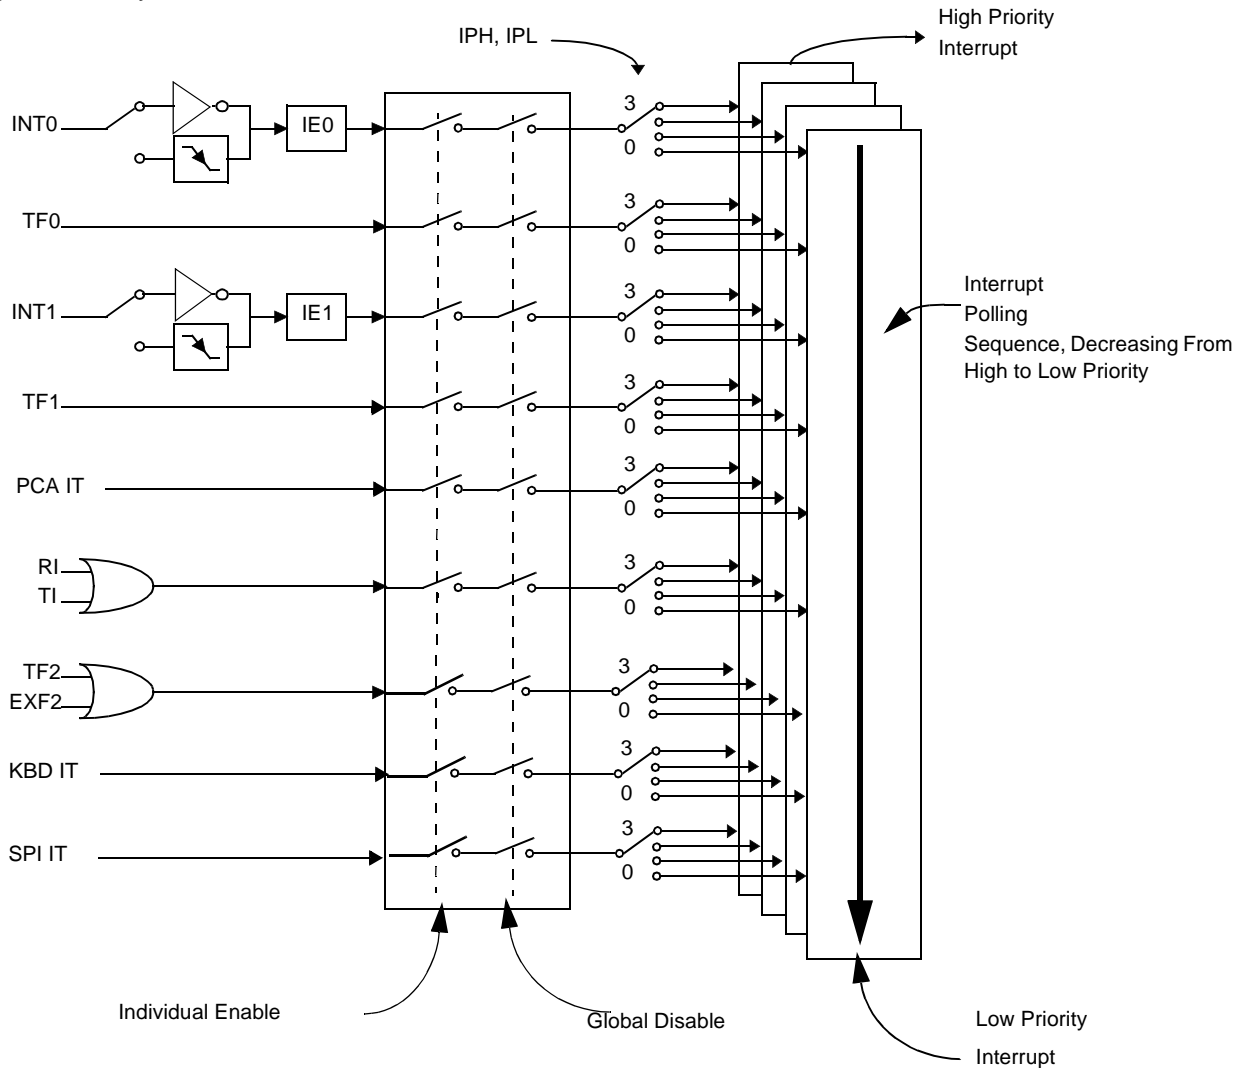 High Priority
Interrupt
IPH, IPL
INT0
IE0
3
0
TF0
3
0
INT1
IE1
3
0
Interrupt
Polling
Sequence, Decreasing From
High to Low Priority
TF1
3
0
PCA IT
3
0
RI
TI
3
0
TF2
EXF2
3
0
KBD IT
3
0
SPI IT
3
0
Individual Enable
Global Disable
Low Priority
Interrupt